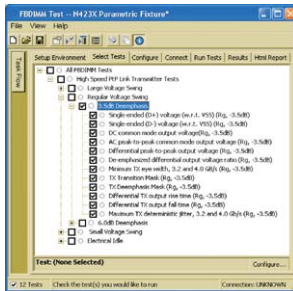 FBDIMM Test -- N423X Parametric Fixture*
File View Help
Setup Environment Select Tests Configure Connect Run Tests Results Html Report
Task Flow
All FBDIMM Tests
High Speed PtP Link Transmitter Tests
Large Voltage Swing
Regular Voltage Swing
3.5dB Deemphasis
Single-ended (D+) voltage (w.r.t. VSS) (Rg, -3.5dB)
Single-ended (D-) voltage (w.r.t. VSS) (Rg, -3.5dB)
DC common mode output voltage(Rg, -3.5dB)
AC peak-to-peak common mode output voltage (Rg, -3.5dB)
Differential peak-to-peak output voltage (Rg, -3.5dB)
De-emphasized differential output voltage ratio (Rg, -3.5dB)
Minimum TX eye width, 3.2 and 4.0 Gb/s (Rg, -3.5dB)
TX Transition Mask (Rg, -3.5dB)
TX Deemphasis Mask (Rg, -3.5dB)
Differential TX output rise time (Rg, -3.5dB)
Differential TX output fall time (Rg, -3.5dB)
Maximum TX deterministic jitter, 3.2 and 4.0 Gb/s (Rg, -3.5dB)
6.0dB Deemphasis
Small Voltage Swing
Electrical Idle
Test: (None Selected)
Configure...
12 Tests Check the test(s) you would like to run Connection: UNKNOWN